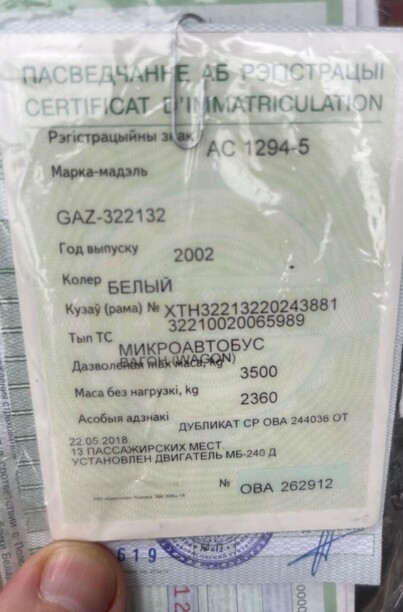 ПАСВЕДЧАННЕ АБ РЭГІСТРАЦЫІ
CERTIFICAT D'IMMATRICULATION
Рэгістрацыйны знак AC 1294-5
Марка-мадэль
GAZ-322132
Год выпуску 2002
Колер БЕЛЫЙ
Кузаў (рама) № XTH32213220243881
32210020065989
Тып ТС МИКРОАВТОБУС
ВАГОН (WAGON)
Дазволеная max маса, kg 3500
Маса без нагрузкі, kg 2360
Асобыя адзнакі ДУБЛИКАТ СР ОВА 244036 ОТ
22.05.2018.
13 ПАССАЖИРСКИХ МЕСТ.
УСТАНОВЛЕН ДВИГАТЕЛЬ МБ-240 Д
№ ОВА 262912
619